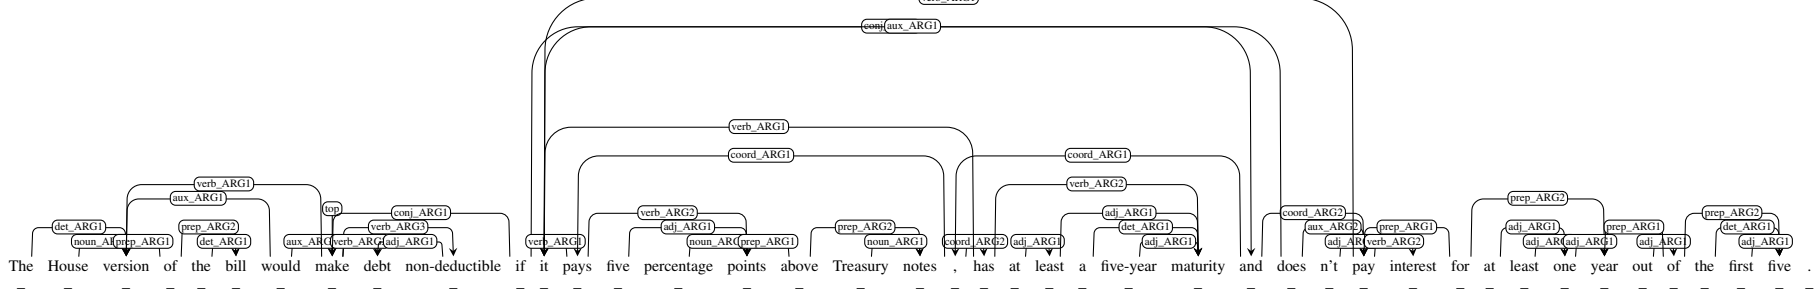 verb_ARG1
aux_ARG1
verb_ARG1
coord_ARG1 coord_ARG1
verb_ARG1 verb_ARG2
aux_ARG1 prep_ARG2
top conj_ARG1 verb_ARG2 adj_ARG1 coord_ARG2 prep_ARG2
det_ARG1 prep_ARG2 verb_ARG3 adj_ARG1 prep_ARG2 det_ARG1 aux_ARG2 prep_ARG1 adj_ARG1 prep_ARG1 det_ARG1
prep_ARG1 det_ARG1 adj_ARG1 verb_ARG1 prep_ARG1 noun_ARG1 coord_ARG2 adj_ARG1 adj_ARG1 verb_ARG2 adj_ARG1 adj_ARG1 adj_ARG1
The House version of the bill would make debt non-deductible if it pays five percentage points above Treasury notes , has at least a five-year maturity and does n't pay interest for at least one year out of the first five .
_ _ _ _ _ _ _ _ _ _ _ _ _ _ _ _ _ _ _ _ _ _ _ _ _ _ _ _ _ _ _ _ _ _ _ _ _ _ _ _ _